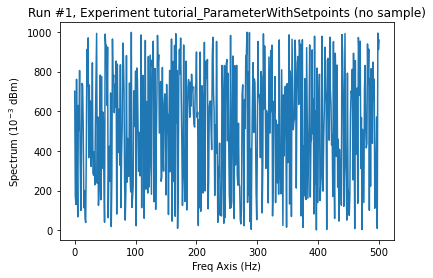 Run #1, Experiment tutorial_ParameterWithSetpoints (no sample)
1000
800
600
400
200
0
Spectrum (10⁻³ dBm)
0 100 200 300 400 500
Freq Axis (Hz)